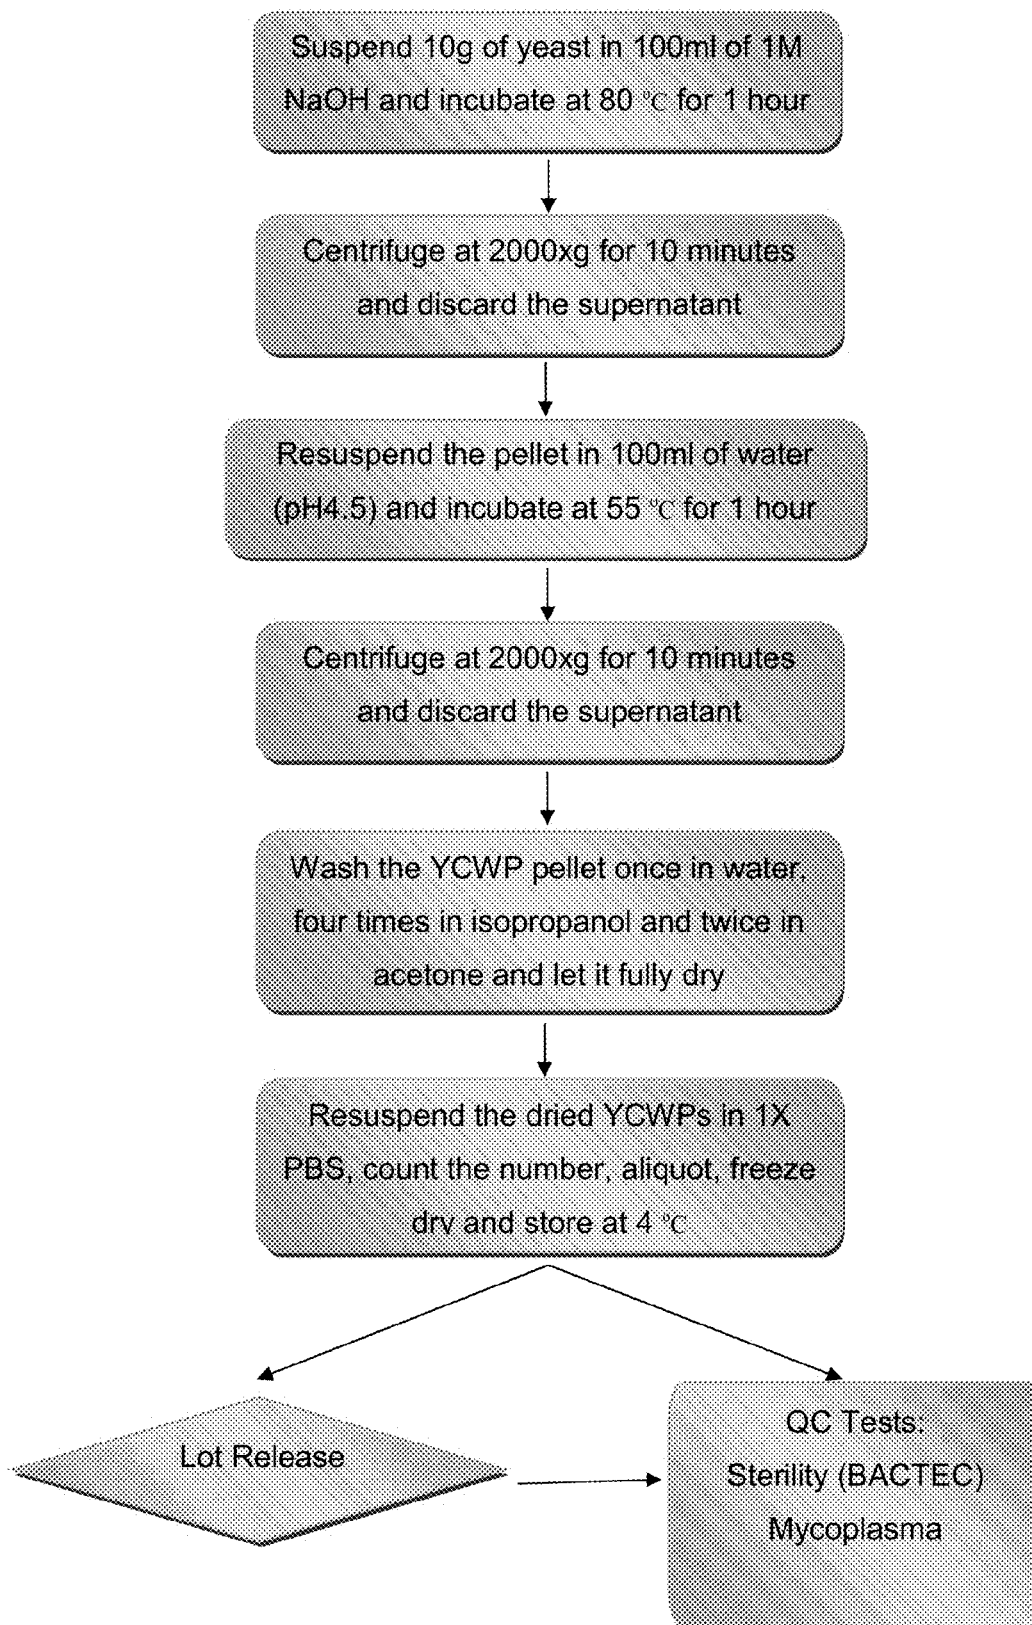 Suspend 10g of yeast in 100ml of 1M
NaOH and incubate at 80 ℃ for 1 hour
Centrifuge at 2000xg for 10 minutes
and discard the supernatant
Resuspend the pellet in 100ml of water
(pH4.5) and incubate at 55 ℃ for 1 hour
Centrifuge at 2000xg for 10 minutes
and discard the supernatant
Wash the YCWP pellet once in water,
four times in isopropanol and twice in
acetone and let it fully dry
Resuspend the dried YCWPs in 1X
PBS, count the number, aliquot, freeze
dry and store at 4 ℃
Lot Release
QC Tests:
Sterility (BACTEC)
Mycoplasma